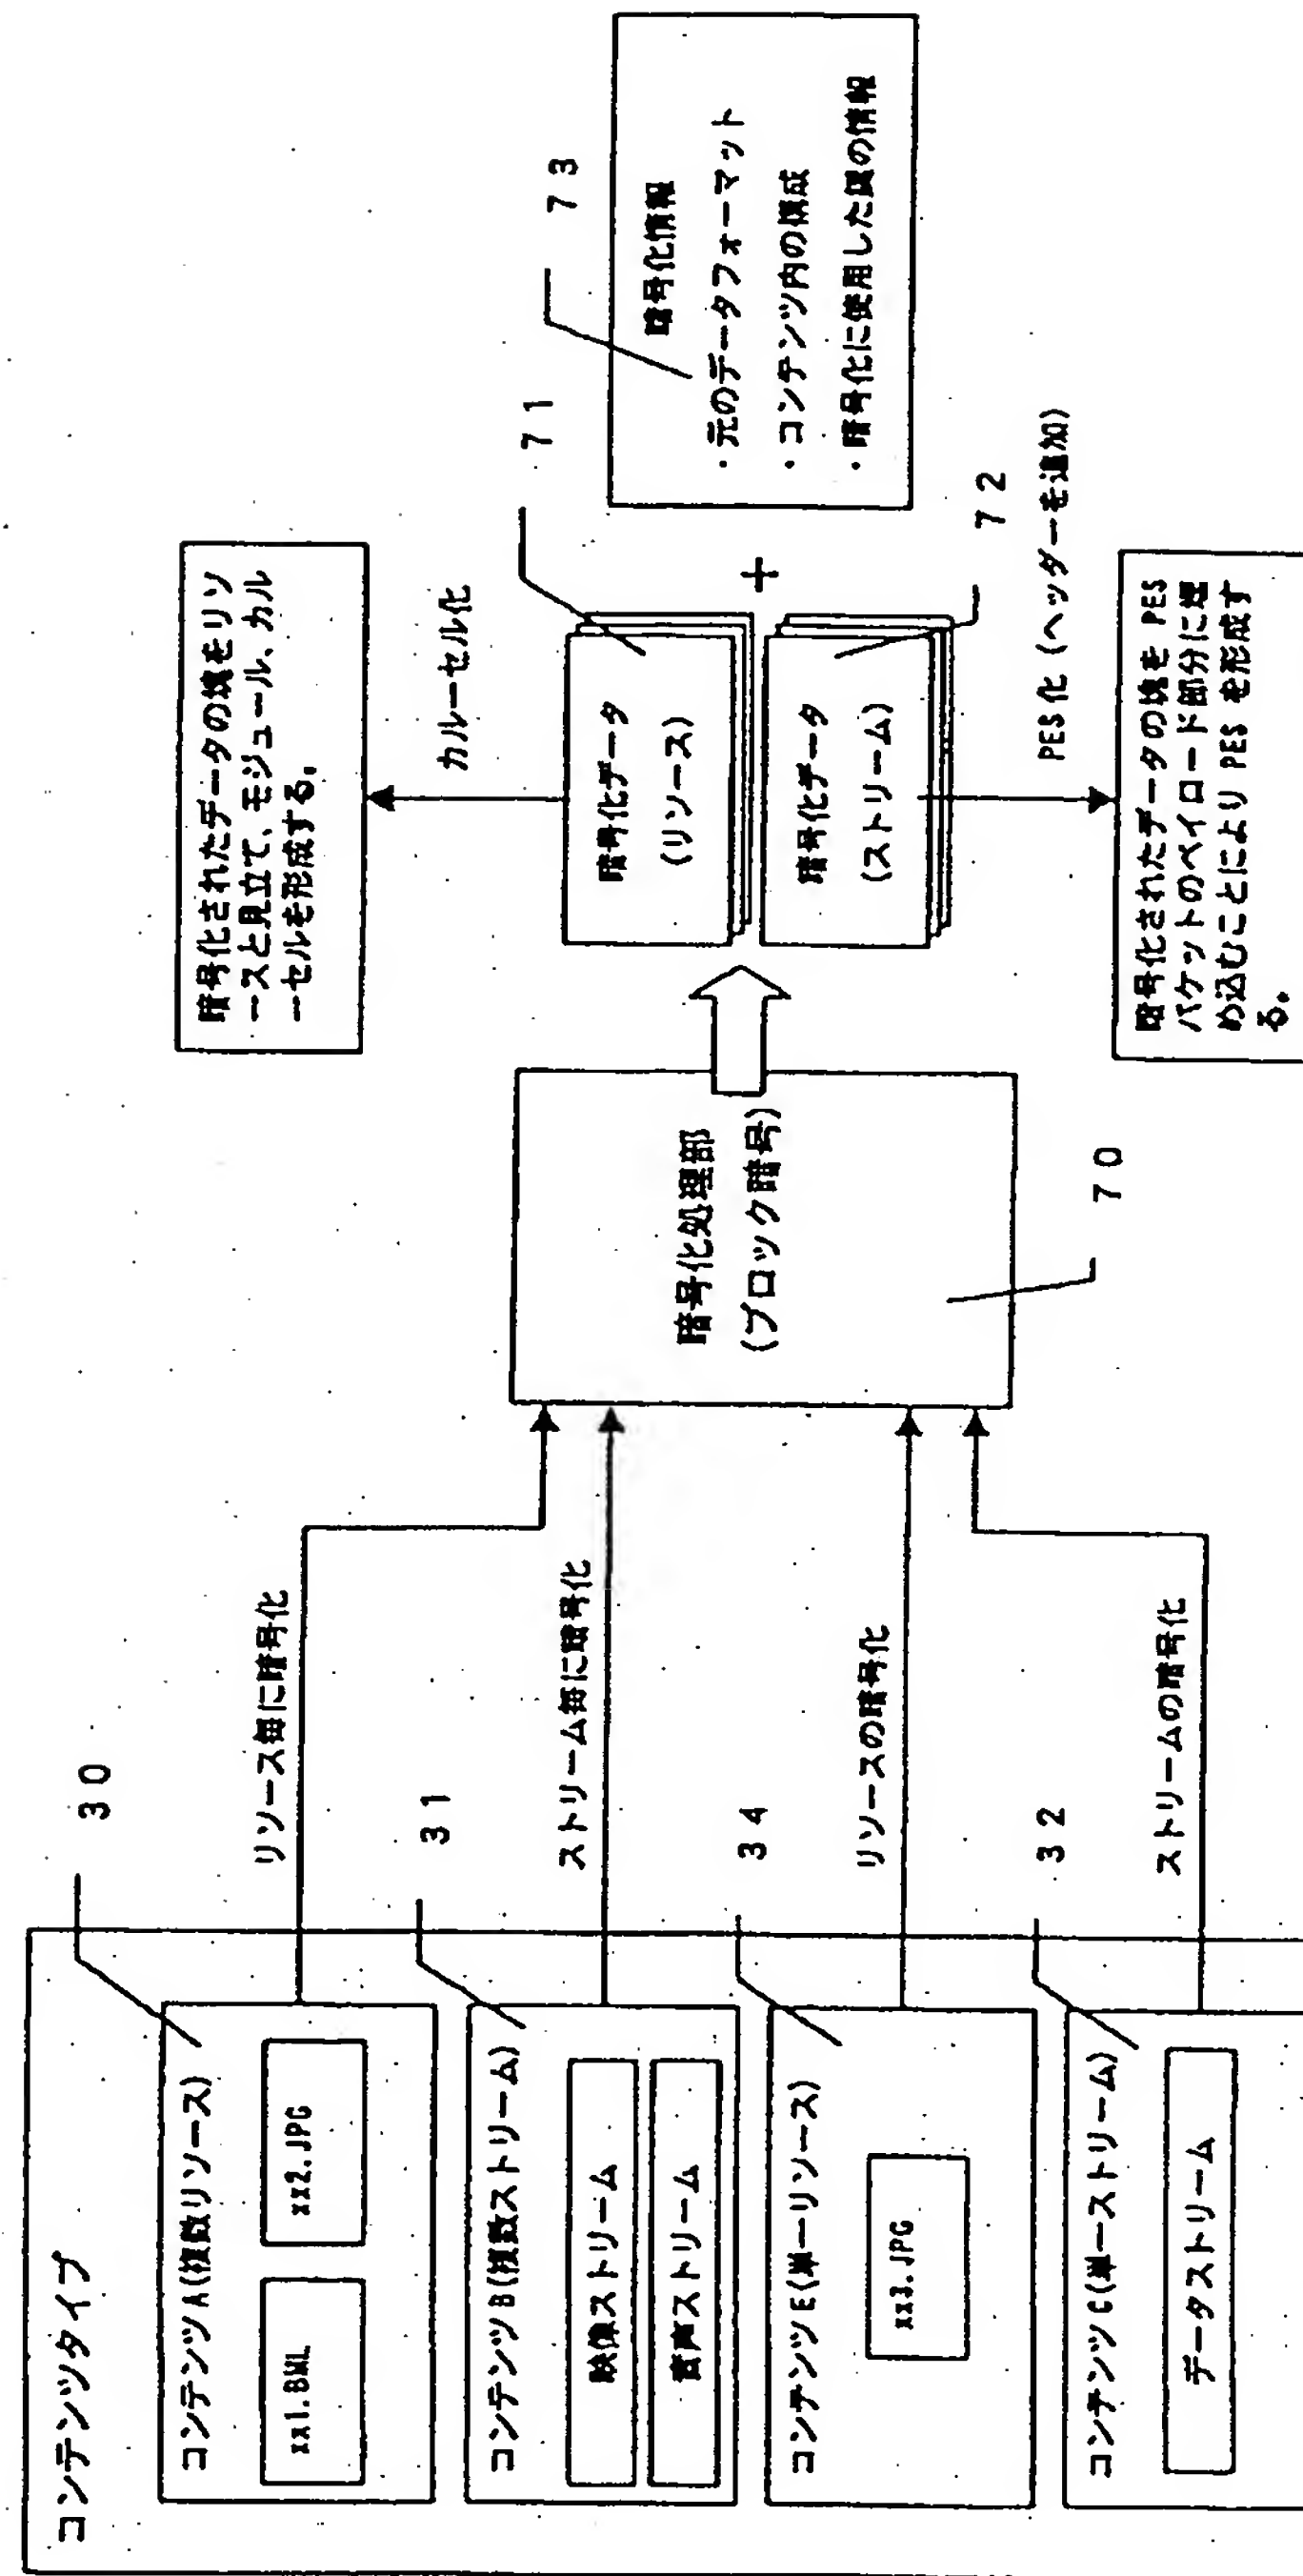 コンテンツタイプ
コンテンツA(複数リソース)
xx1.BML
xx2.JPG
30
リソース毎に暗号化
コンテンツB(複数ストリーム)
映像ストリーム
音声ストリーム
31
ストリーム毎に暗号化
コンテンツE(単一リソース)
xx3.JPG
34
リソースの暗号化
コンテンツC(単一ストリーム)
データストリーム
32
ストリームの暗号化
暗号化処理部
(ブロック暗号)
70
暗号化されたデータの塊をリソ
ースと見立て、モジュール、カル
ーセルを形成する。
カルーセル化
71
暗号化データ
(リソース)
+
暗号化データ
(ストリーム)
72
PES化(ヘッダーを追加)
暗号化されたデータの塊を PES
パケットのペイロード部分に埋
め込むことにより PES を形成す
る。
73
暗号化情報
・元のデータフォーマット
・コンテンツ内の構成
・暗号化に使用した鍵の情報